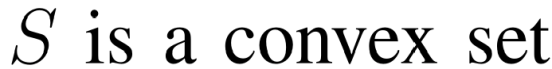 S is a convex set